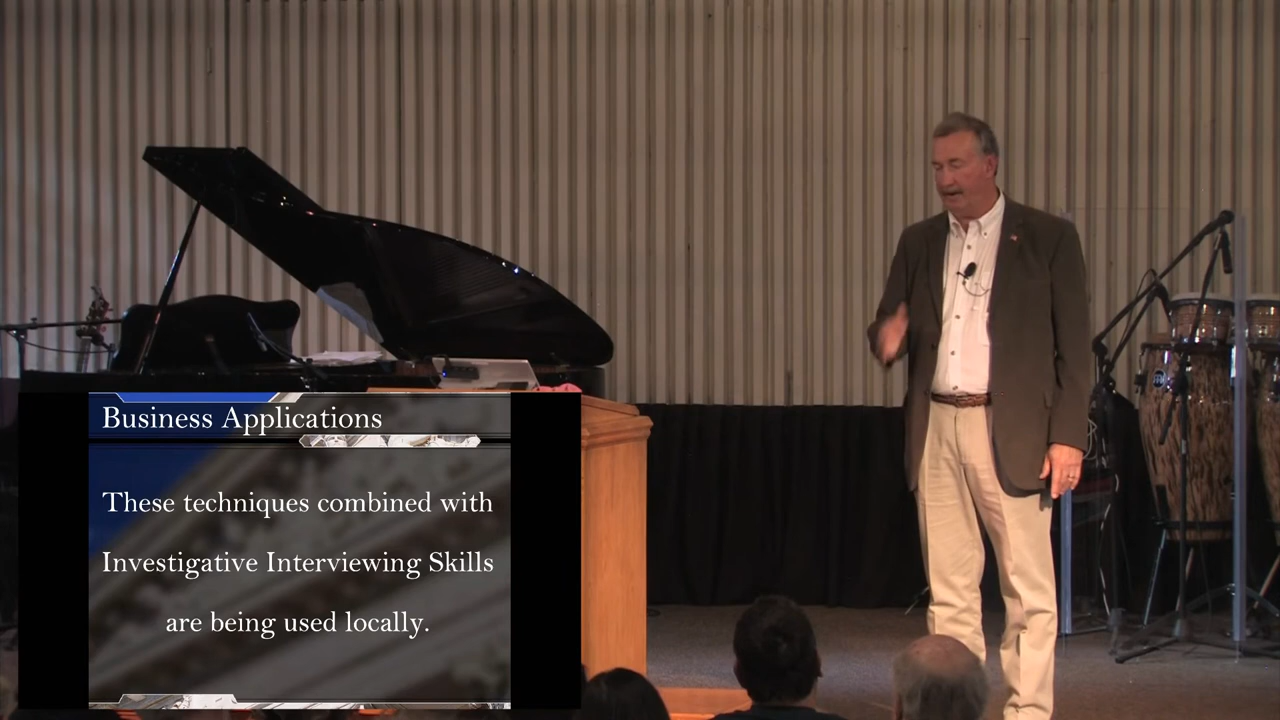 Business Applications
These techniques combined with
Investigative Interviewing Skills
are being used locally.